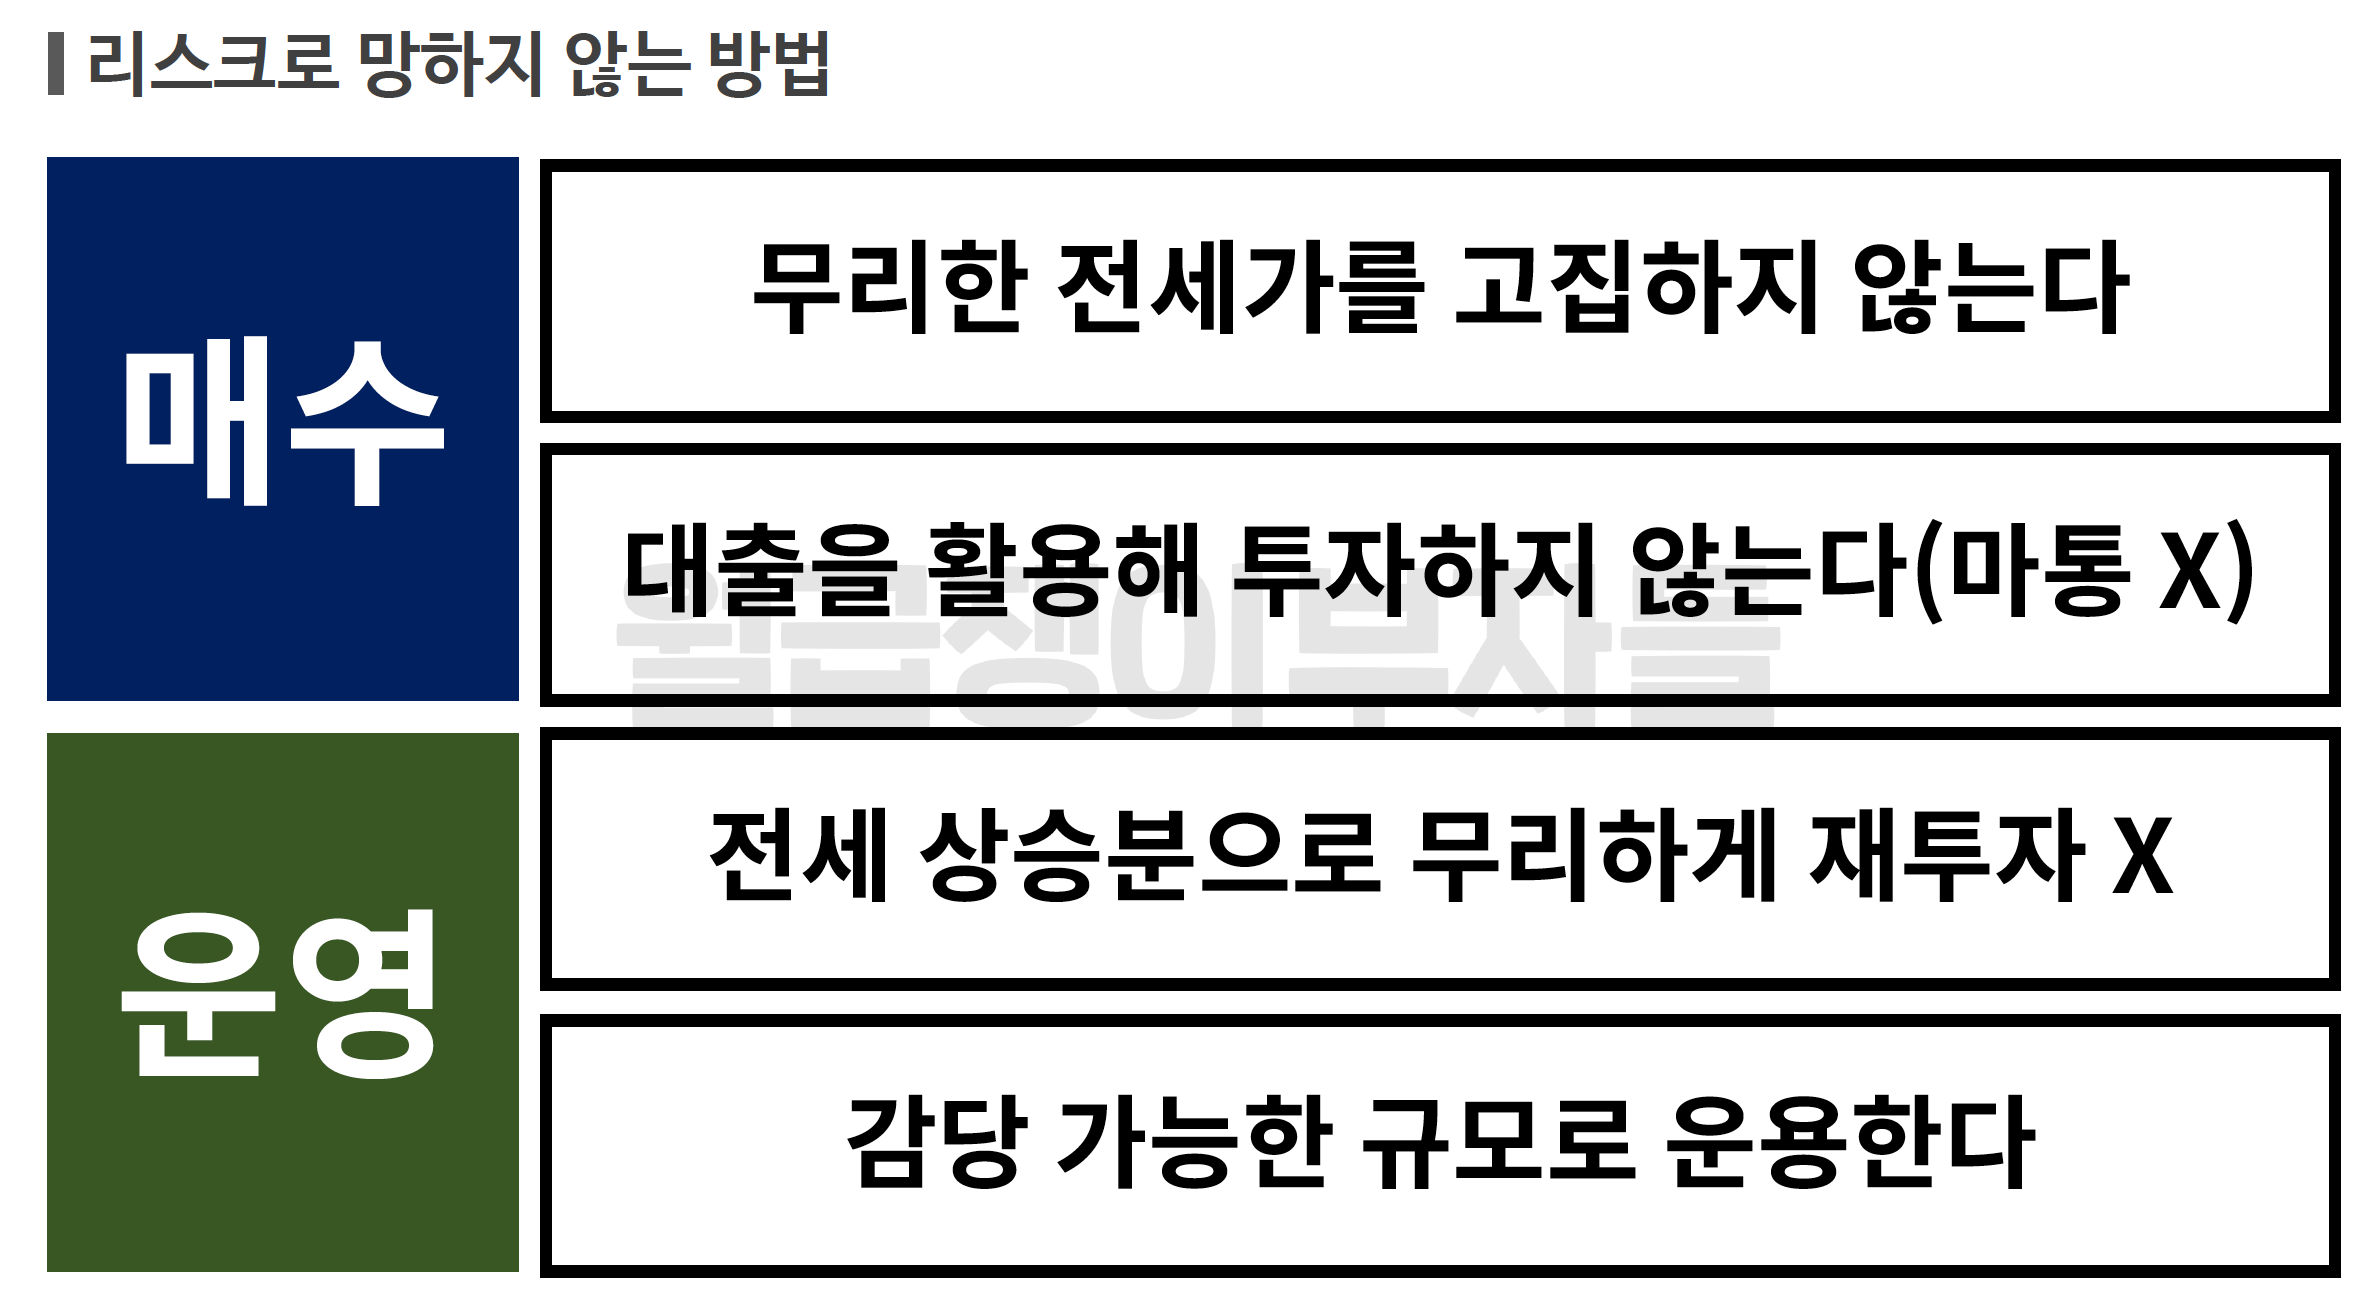 리스크로 망하지 않는 방법
매수
무리한 전세가를 고집하지 않는다
대출을 활용해 투자하지 않는다(마통 X)
월급쟁이부자들
운영
전세 상승분으로 무리하게 재투자 X
감당 가능한 규모로 운용한다